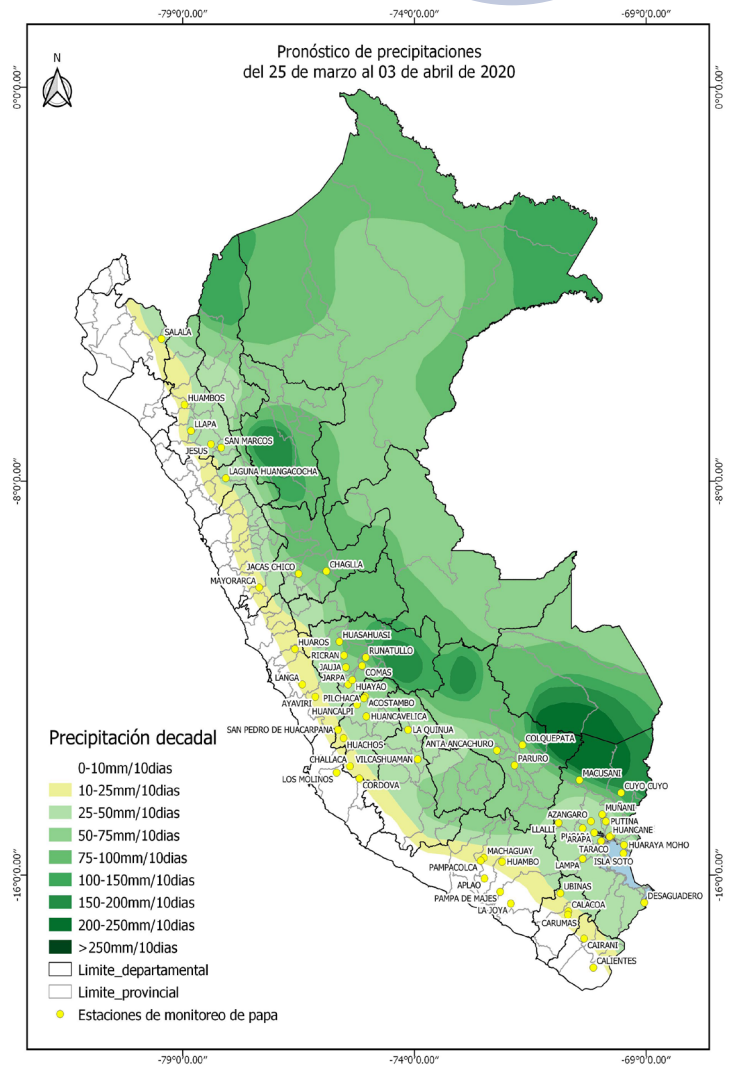 -79°0'0.00"
-74°0'0.00"
-69°0'0.00"
Pronóstico de precipitaciones
del 25 de marzo al 03 de abril de 2020
N
0°0'0.00"
0°0'0.00"
SALALA
HUAMBOS
LLAPA
SAN MARCOS
JESUS
LAGUNA HUANGACOCHA
-8°0'0.00"
-8°0'0.00"
CHAGLLA
JACAS CHICO
MAYORARCA
HUASAHUASI
HUAROS
RUNATULLO
RICRAN
JAUJA
COMAS
LANGA
JARPA
HUAYAO
AYAVIRI
PILCHACA
ACOSTAMBO
HUANCALPI
HUANCAVELICA
SAN PEDRO DE HUACARPANA
LA QUINUA
HUACHOS
ANTA ANCACHURO
COLQUEPATA
CHALLACA
VILCASHUAMAN
PARURO
LOS MOLINOS
CORDOVA
MACUSANI
CUYO CUYO
MUÑANI
AZANGARO
PUTINA
LLALLI
HUANCANE
ARAPA
TARACO
HUARAYA MOHO
LAMPA
ISLA SOTO
MACHAGUAY
PAMPACOLCA
HUAMBO
APLAO
UBINAS
DESAGUADERO
PAMPA DE MAJES
LA JOYA
CALACOA
CARUMAS
CAIRANI
CALIENTES
-16°0'0.00"
-16°0'0.00"
Precipitación decadal
0-10mm/10dias
10-25mm/10dias
25-50mm/10dias
50-75mm/10dias
75-100mm/10dias
100-150mm/10dias
150-200mm/10dias
200-250mm/10dias
>250mm/10dias
Limite_departamental
Limite_provincial
Estaciones de monitoreo de papa
-79°0'0.00"
-74°0'0.00"
-69°0'0.00"